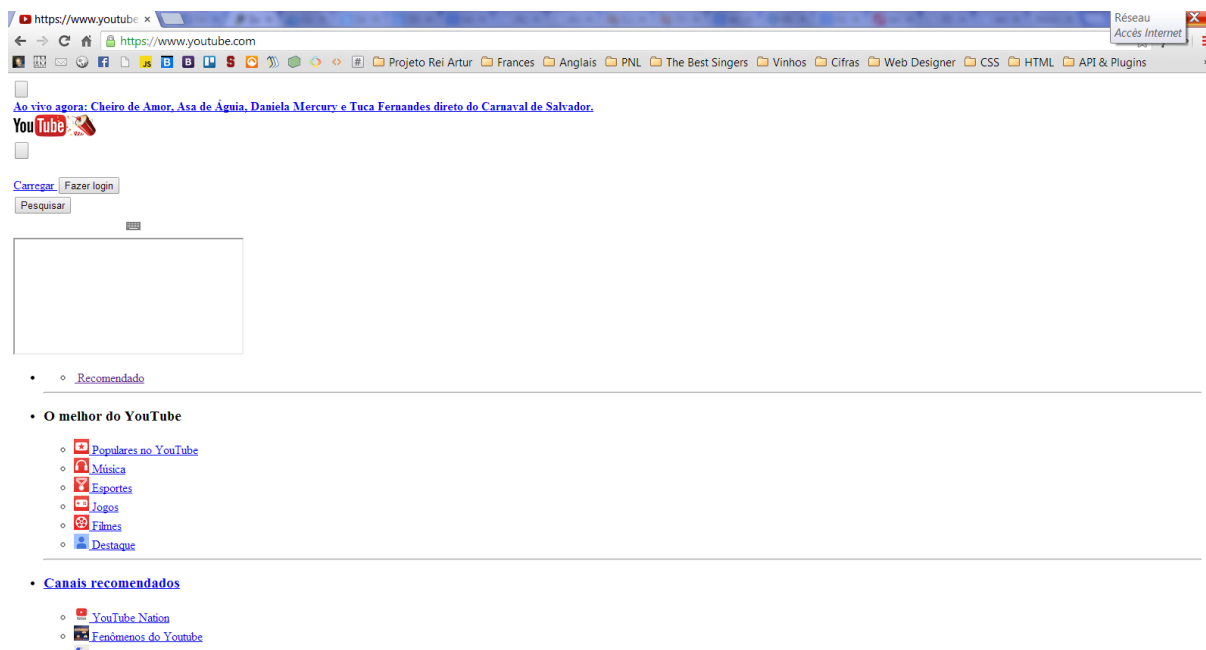 https://www.youtube
Réseau
Accès Internet
https://www.youtube.com
JS
B
B
S
#
Projeto Rei Artur
Frances
Anglais
PNL
The Best Singers
Vinhos
Cifras
Web Designer
CSS
HTML
API & Plugins
Ao vivo agora: Cheiro de Amor, Asa de Águia, Daniela Mercury e Tuca Fernandes direto do Carnaval de Salvador.
YouTube
Carregar Fazer login
Pesquisar
Recomendado
O melhor do YouTube
Populares no YouTube
Música
Esportes
Jogos
Filmes
Destaque
Canais recomendados
YouTube Nation
Fenômenos do Youtube